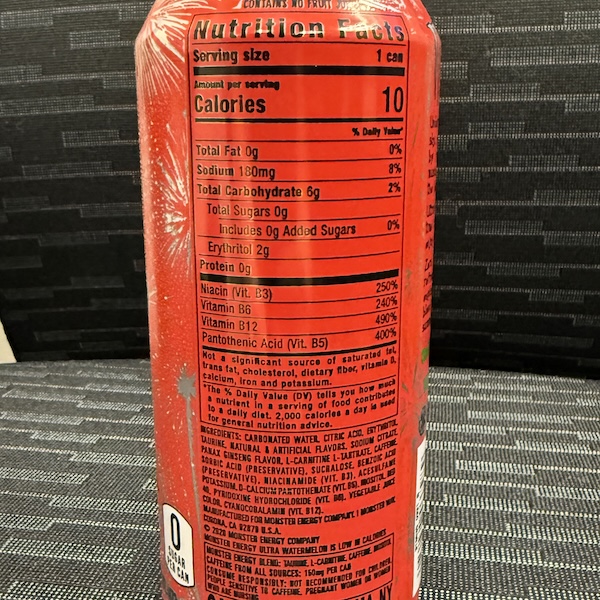 CONTAINS NO FRUIT
Nutrition Facts
Serving size 1 can
Amount per serving
Calories 10
% Daily Value*
Total Fat 0g 0%
Sodium 180mg 8%
Total Carbohydrate 6g 2%
Total Sugars 0g
Includes 0g Added Sugars 0%
Erythritol 2g
Protein 0g
Niacin (Vit. B3) 250%
Vitamin B6 240%
Vitamin B12 490%
Pantothenic Acid (Vit. B5) 400%
Not a significant source of saturated fat,
trans fat, cholesterol, dietary fiber, vitamin D,
calcium, iron and potassium.
*The % Daily Value (DV) tells you how much
a nutrient in a serving of food contributes
to a daily diet. 2,000 calories a day is used
for general nutrition advice.
INGREDIENTS: CARBONATED WATER, CITRIC ACID, ERYTHRITOL,
TAURINE, NATURAL & ARTIFICIAL FLAVORS, SODIUM CITRATE,
PANAX GINSENG FLAVOR, L-CARNITINE L-TARTRATE, CAFFEINE,
SORBIC ACID (PRESERVATIVE), SUCRALOSE, BENZOIC ACID
(PRESERVATIVE), NIACINAMIDE (VIT. B3), ACESULFAME
POTASSIUM, D-CALCIUM PANTOTHENATE (VIT. B5), INOSITOL, RED
40, PYRIDOXINE HYDROCHLORIDE (VIT. B6), VEGETABLE JUICE
COLOR, CYANOCOBALAMIN (VIT. B12).
MANUFACTURED FOR MONSTER ENERGY COMPANY, 1 MONSTER WAY,
CORONA, CA 92879 U.S.A.
© 2020 MONSTER ENERGY COMPANY
MONSTER ENERGY ULTRA WATERMELON IS LOW IN CALORIES
MONSTER ENERGY BLEND: TAURINE, L-CARNITINE, CAFFEINE, INOSITOL
CAFFEINE FROM ALL SOURCES: 150mg PER CAN
CONSUME RESPONSIBLY: NOT RECOMMENDED FOR CHILDREN,
PEOPLE SENSITIVE TO CAFFEINE, PREGNANT WOMEN OR WOMEN
WHO ARE NURSING
0
SUGAR
PER CAN